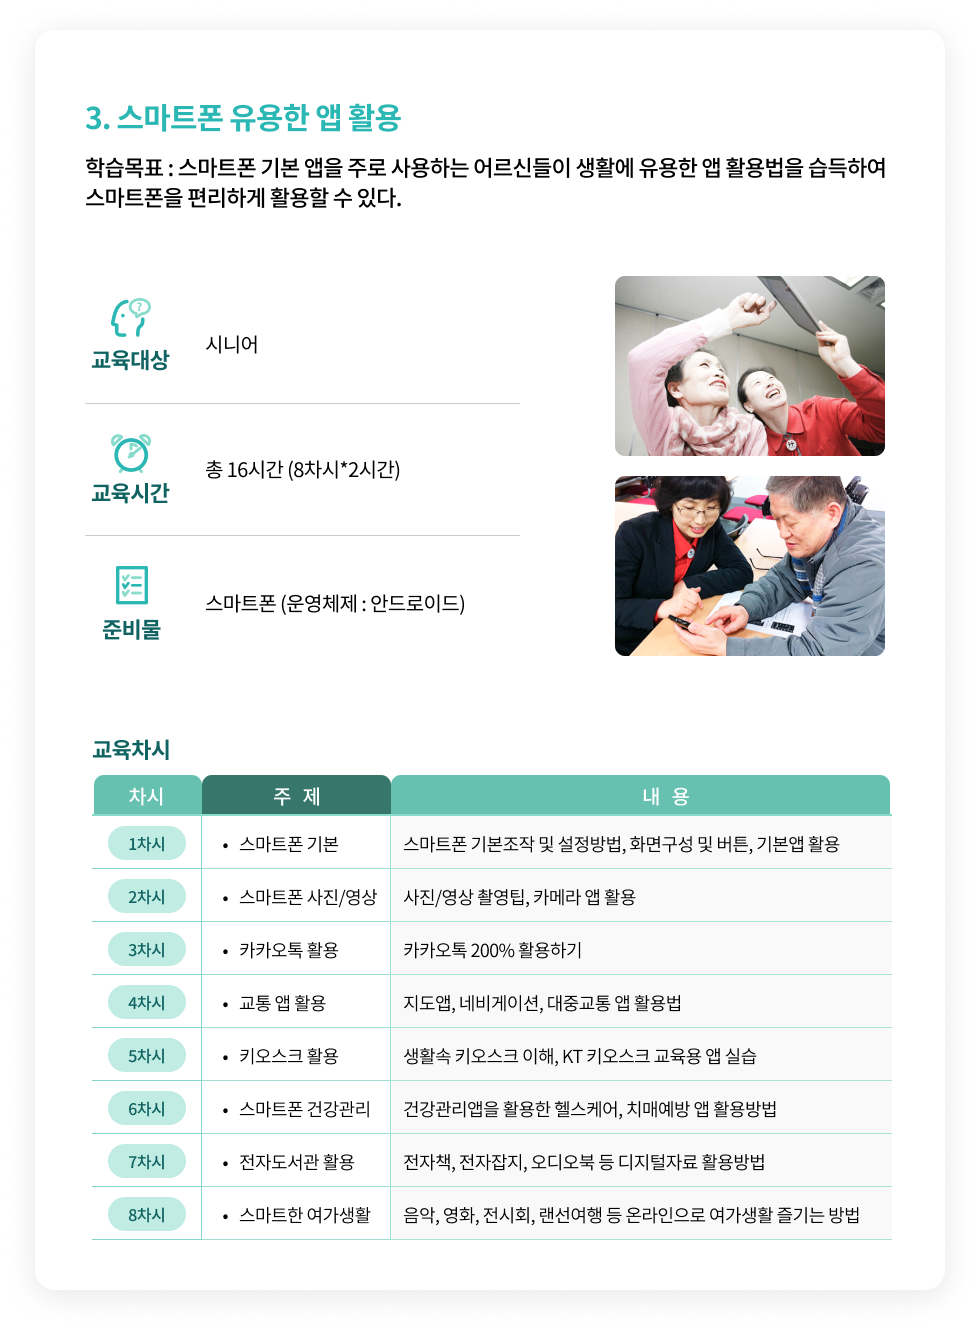 3. 스마트폰 유용한 앱 활용
학습목표 : 스마트폰 기본 앱을 주로 사용하는 어르신들이 생활에 유용한 앱 활용법을 습득하여
스마트폰을 편리하게 활용할 수 있다.
?
교육대상
시니어
교육시간
총 16시간 (8차시*2시간)
준비물
스마트폰 (운영체제 : 안드로이드)
교육차시
차시 주 제 내 용
1차시 • 스마트폰 기본 스마트폰 기본조작 및 설정방법, 화면구성 및 버튼, 기본앱 활용
2차시 • 스마트폰 사진/영상 사진/영상 촬영팁, 카메라 앱 활용
3차시 • 카카오톡 활용 카카오톡 200% 활용하기
4차시 • 교통 앱 활용 지도앱, 네비게이션, 대중교통 앱 활용법
5차시 • 키오스크 활용 생활속 키오스크 이해, KT 키오스크 교육용 앱 실습
6차시 • 스마트폰 건강관리 건강관리앱을 활용한 헬스케어, 치매예방 앱 활용방법
7차시 • 전자도서관 활용 전자책, 전자잡지, 오디오북 등 디지털자료 활용방법
8차시 • 스마트한 여가생활 음악, 영화, 전시회, 랜선여행 등 온라인으로 여가생활 즐기는 방법